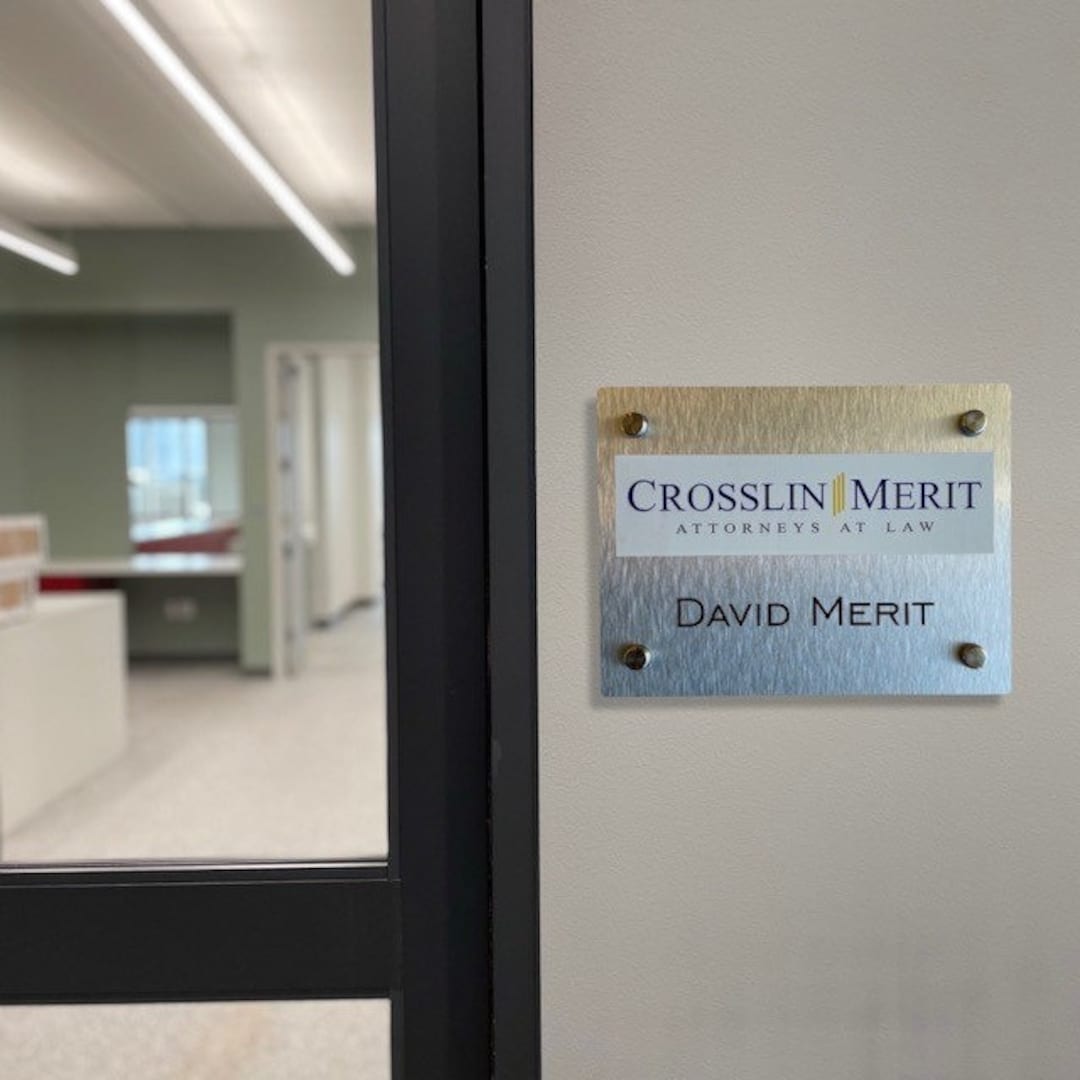 CROSSLIN MERIT
ATTORNEYS AT LAW
DAVID MERIT